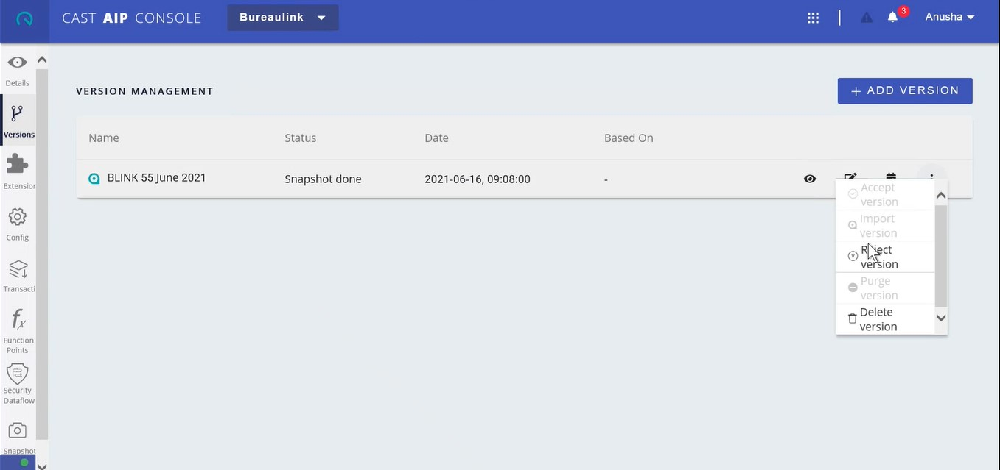 CAST AIP CONSOLE
Bureaulink
3
Anusha
Details
Versions
Extension
Config
Transacti
Function
Points
Security
Dataflow
Snapshot
VERSION MANAGEMENT
+ ADD VERSION
Name Status Date Based On
BLINK 55 June 2021 Snapshot done 2021-06-16, 09:08:00 -
Accept
version
Import
version
Reject
version
Purge
version
Delete
version